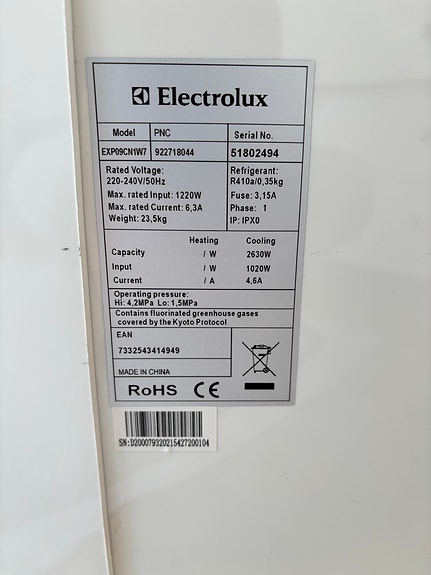 Electrolux
Model PNC Serial No.
EXP09CN1W7 922718044 51802494
Rated Voltage:
220-240V/50Hz
Max. rated Input: 1220W
Max. rated Current: 6,3A
Weight: 23,5kg
Refrigerant:
R410a/0,35kg
Fuse: 3,15A
Phase: 1
IP: IPX0
Heating Cooling
Capacity / W 2630W
Input / W 1020W
Current / A 4,6A
Operating pressure:
Hi: 4,2MPa Lo: 1,5MPa
Contains fluorinated greenhouse gases
covered by the Kyoto Protocol
EAN
7332543414949
MADE IN CHINA
RoHS CE
SN:D200079320215427200104